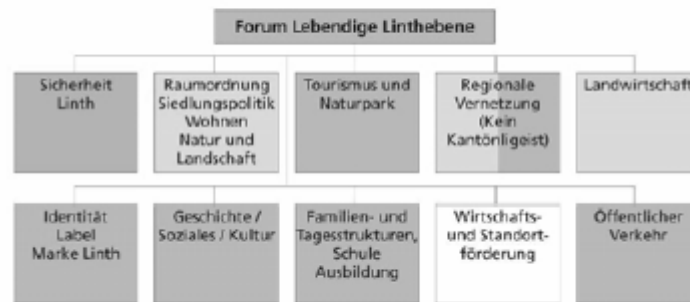 Forum Lebendige Linthebene
Sicherheit
Linth
Raumordnung
Siedlungspolitik
Wohnen
Natur und
Landschaft
Tourismus und
Naturpark
Regionale
Vernetzung
(Kein
Kantönligeist)
Landwirtschaft
Identität
Label
Marke Linth
Geschichte /
Soziales / Kultur
Familien- und
Tagesstrukturen,
Schule
Ausbildung
Wirtschafts-
und Standort-
förderung
Öffentlicher
Verkehr